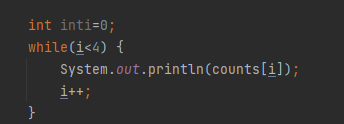 int inti=0;
while(i<4) {
    System.out.println(counts[i]);
    i++;
}